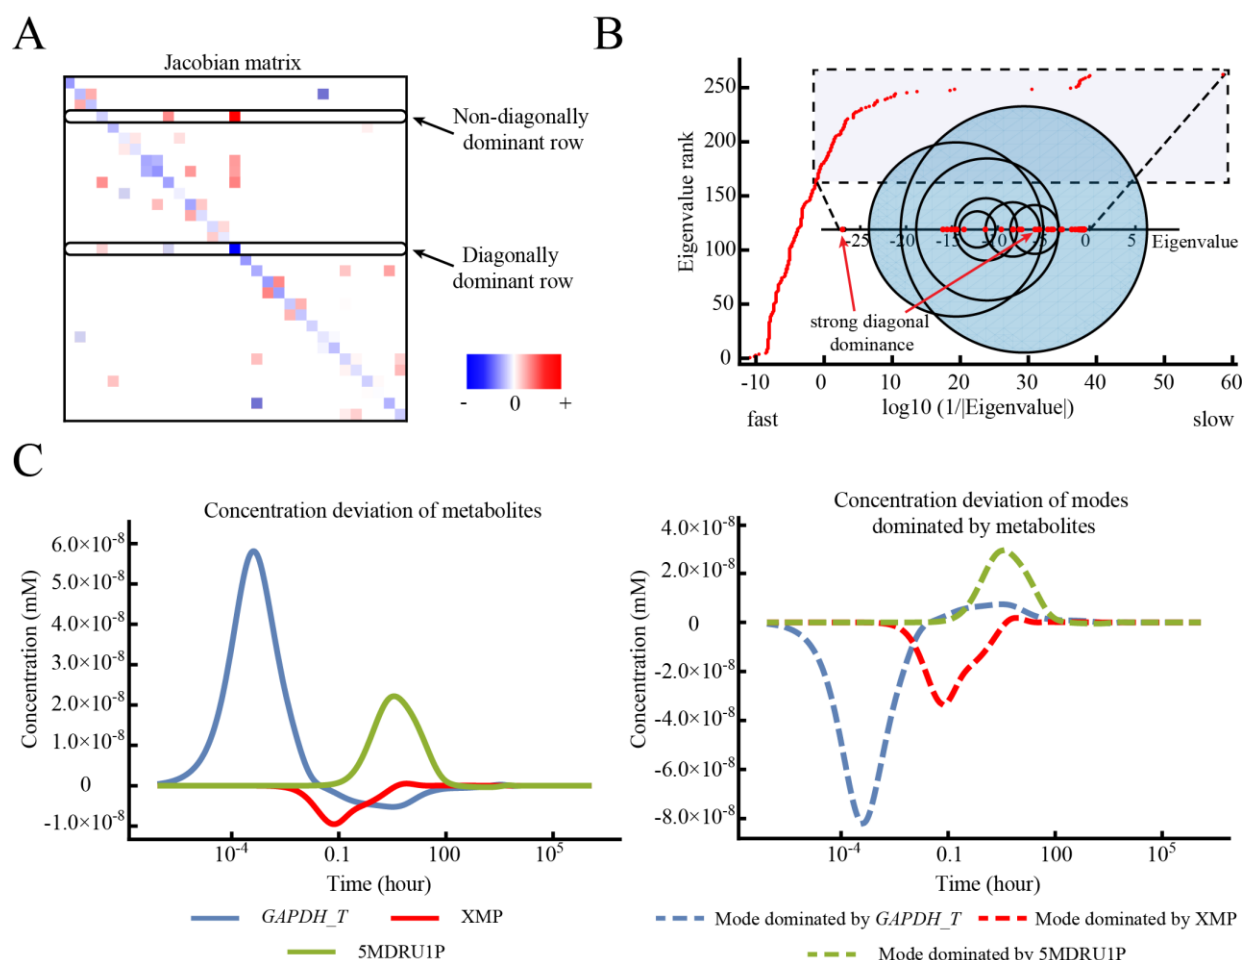 A
Jacobian matrix
Non-diagonally
dominant row
Diagonally
dominant row
- 0 +
B
Eigenvalue rank
250
200
150
100
50
0
-25 -20 -15 -10 -5 0 5 Eigenvalue
strong diagonal
dominance
-10 0 10 20 30 40 50 60
fast log10 (1/|Eigenvalue|) slow
C
Concentration deviation of metabolites
Concentration (mM)
6.0×10-8
5.0×10-8
4.0×10-8
3.0×10-8
2.0×10-8
1.0×10-8
0
-1.0×10-8
10-4 0.1 100 105
Time (hour)
GAPDH_T XMP
5MDRU1P
Concentration deviation of modes
dominated by metabolites
Concentration (mM)
4.0×10-8
2.0×10-8
0
-2.0×10-8
-4.0×10-8
-6.0×10-8
-8.0×10-8
10-4 0.1 100 105
Time (hour)
Mode dominated by GAPDH_T Mode dominated by XMP
Mode dominated by 5MDRU1P